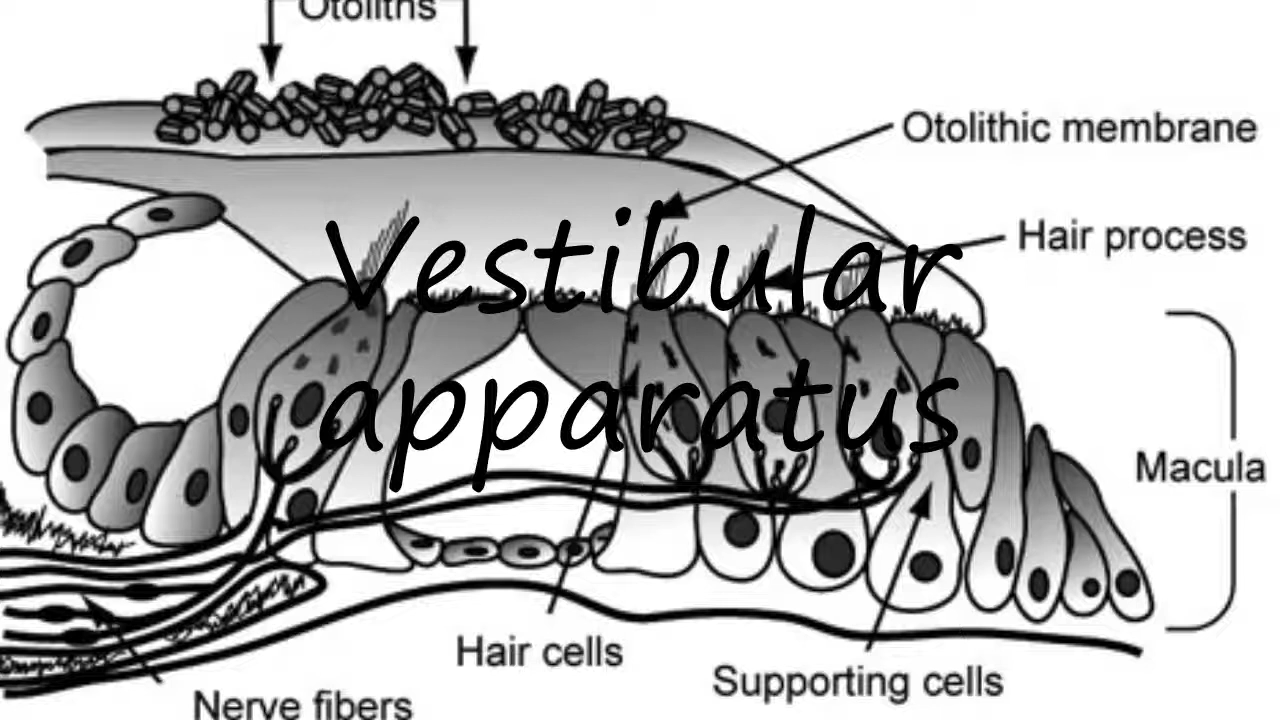 Otoliths
Otolithic membrane
Hair process
Vestibular
apparatus
Macula
Hair cells
Supporting cells
Nerve fibers